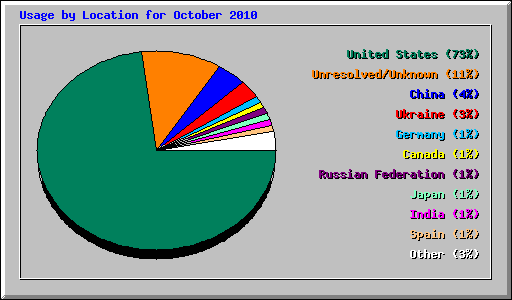 Usage by Location for October 2010
United States (73%)
Unresolved/Unknown (11%)
China (4%)
Ukraine (3%)
Germany (1%)
Canada (1%)
Russian Federation (1%)
Japan (1%)
India (1%)
Spain (1%)
Other (3%)